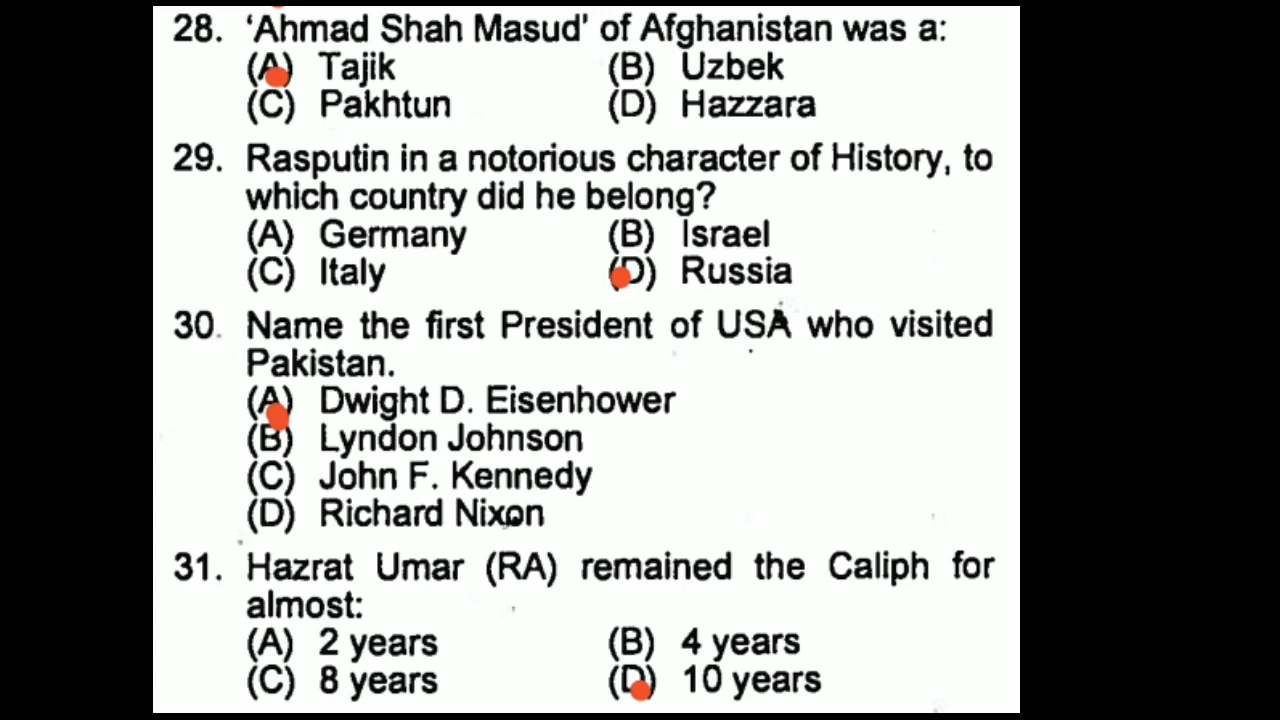 28. 'Ahmad Shah Masud' of Afghanistan was a:
(A) Tajik (B) Uzbek
(C) Pakhtun (D) Hazzara
29. Rasputin in a notorious character of History, to
which country did he belong?
(A) Germany (B) Israel
(C) Italy (D) Russia
30. Name the first President of USA who visited
Pakistan.
(A) Dwight D. Eisenhower
(B) Lyndon Johnson
(C) John F. Kennedy
(D) Richard Nixon
31. Hazrat Umar (RA) remained the Caliph for
almost:
(A) 2 years (B) 4 years
(C) 8 years (D) 10 years